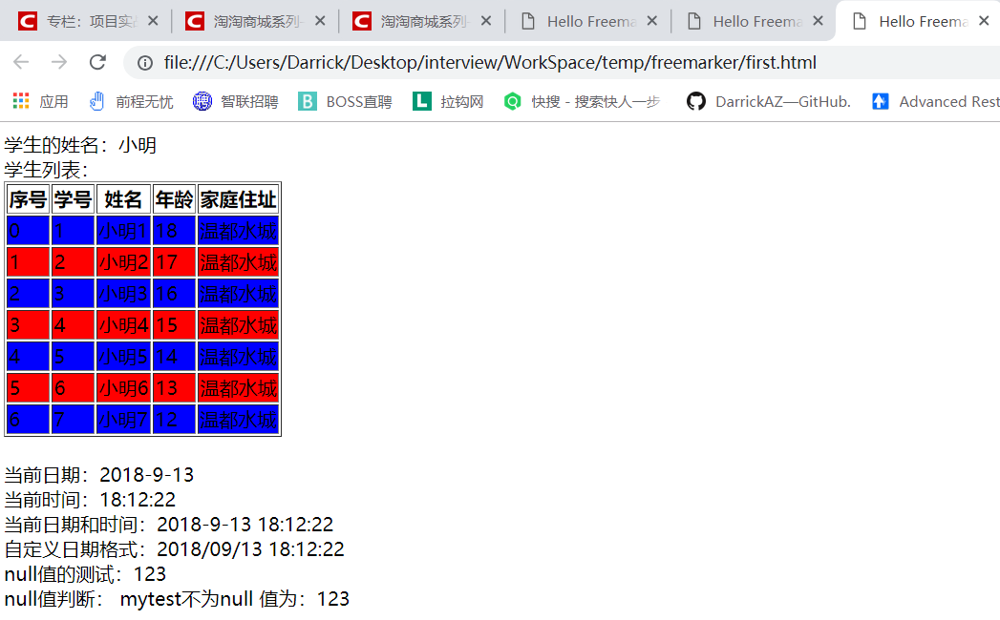 专栏：项目实战 淘淘商城系列- 淘淘商城系列- Hello Freema Hello Freema Hello Freema
file:///C:/Users/Darrick/Desktop/interview/WorkSpace/temp/freemarker/first.html
应用 前程无忧 智联招聘 B BOSS直聘 L 拉钩网 快搜 - 搜索快人一步 DarrickAZ—GitHub. Advanced Rest
学生的姓名：小明
学生列表：
序号 学号 姓名 年龄 家庭住址
0 1 小明1 18 温都水城
1 2 小明2 17 温都水城
2 3 小明3 16 温都水城
3 4 小明4 15 温都水城
4 5 小明5 14 温都水城
5 6 小明6 13 温都水城
6 7 小明7 12 温都水城
当前日期：2018-9-13
当前时间：18:12:22
当前日期和时间：2018-9-13 18:12:22
自定义日期格式：2018/09/13 18:12:22
null值的测试：123
null值判断： mytest不为null 值为：123